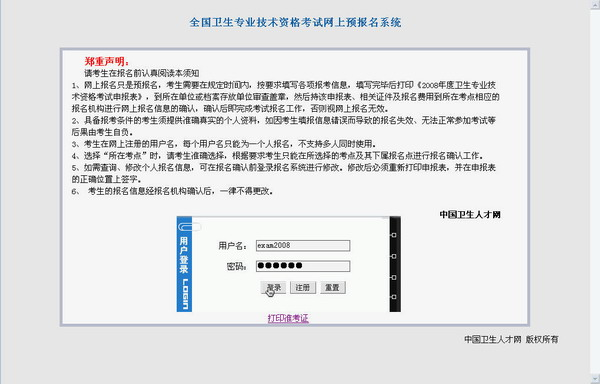 全国卫生专业技术资格考试网上预报名系统
郑重声明：
请考生在报名前认真阅读本须知
1、网上报名只是预报名，考生需要在规定时间内，按要求填写各项报考信息，填写完毕后打印《2008年度卫生专业技
术资格考试申报表》，到所在单位或档案存放单位审查盖章，然后持该申报表、相关证件及报名费用到所在考点相应的
报名机构进行网上报名信息的确认，确认后即完成考试报名工作，否则视网上报名无效。
2、具备报考条件的考生须提供准确真实的个人资料，如因考生填报信息错误而导致的报名失效、无法正常参加考试等
后果由考生自负。
3、考生在网上注册的用户名，每个用户名只能为一个人报名，不支持多人同时使用。
4、选择“所在考点”时，请考生准确选择，根据要求考生只能在所选择的考点及其下属报名点进行报名确认工作。
5、如需查询、修改个人报名信息，可在报名确认前登录报名系统进行修改。修改后必须重新打印申报表，并在申报表
的正确位置上签字。
6、 考生的报名信息经报名机构确认后，一律不得更改。
中国卫生人才网
用户登录 LOGIN
用户名： exam2008
密码： ●●●●●●
登录 注册 重置
打印准考证
中国卫生人才网 版权所有